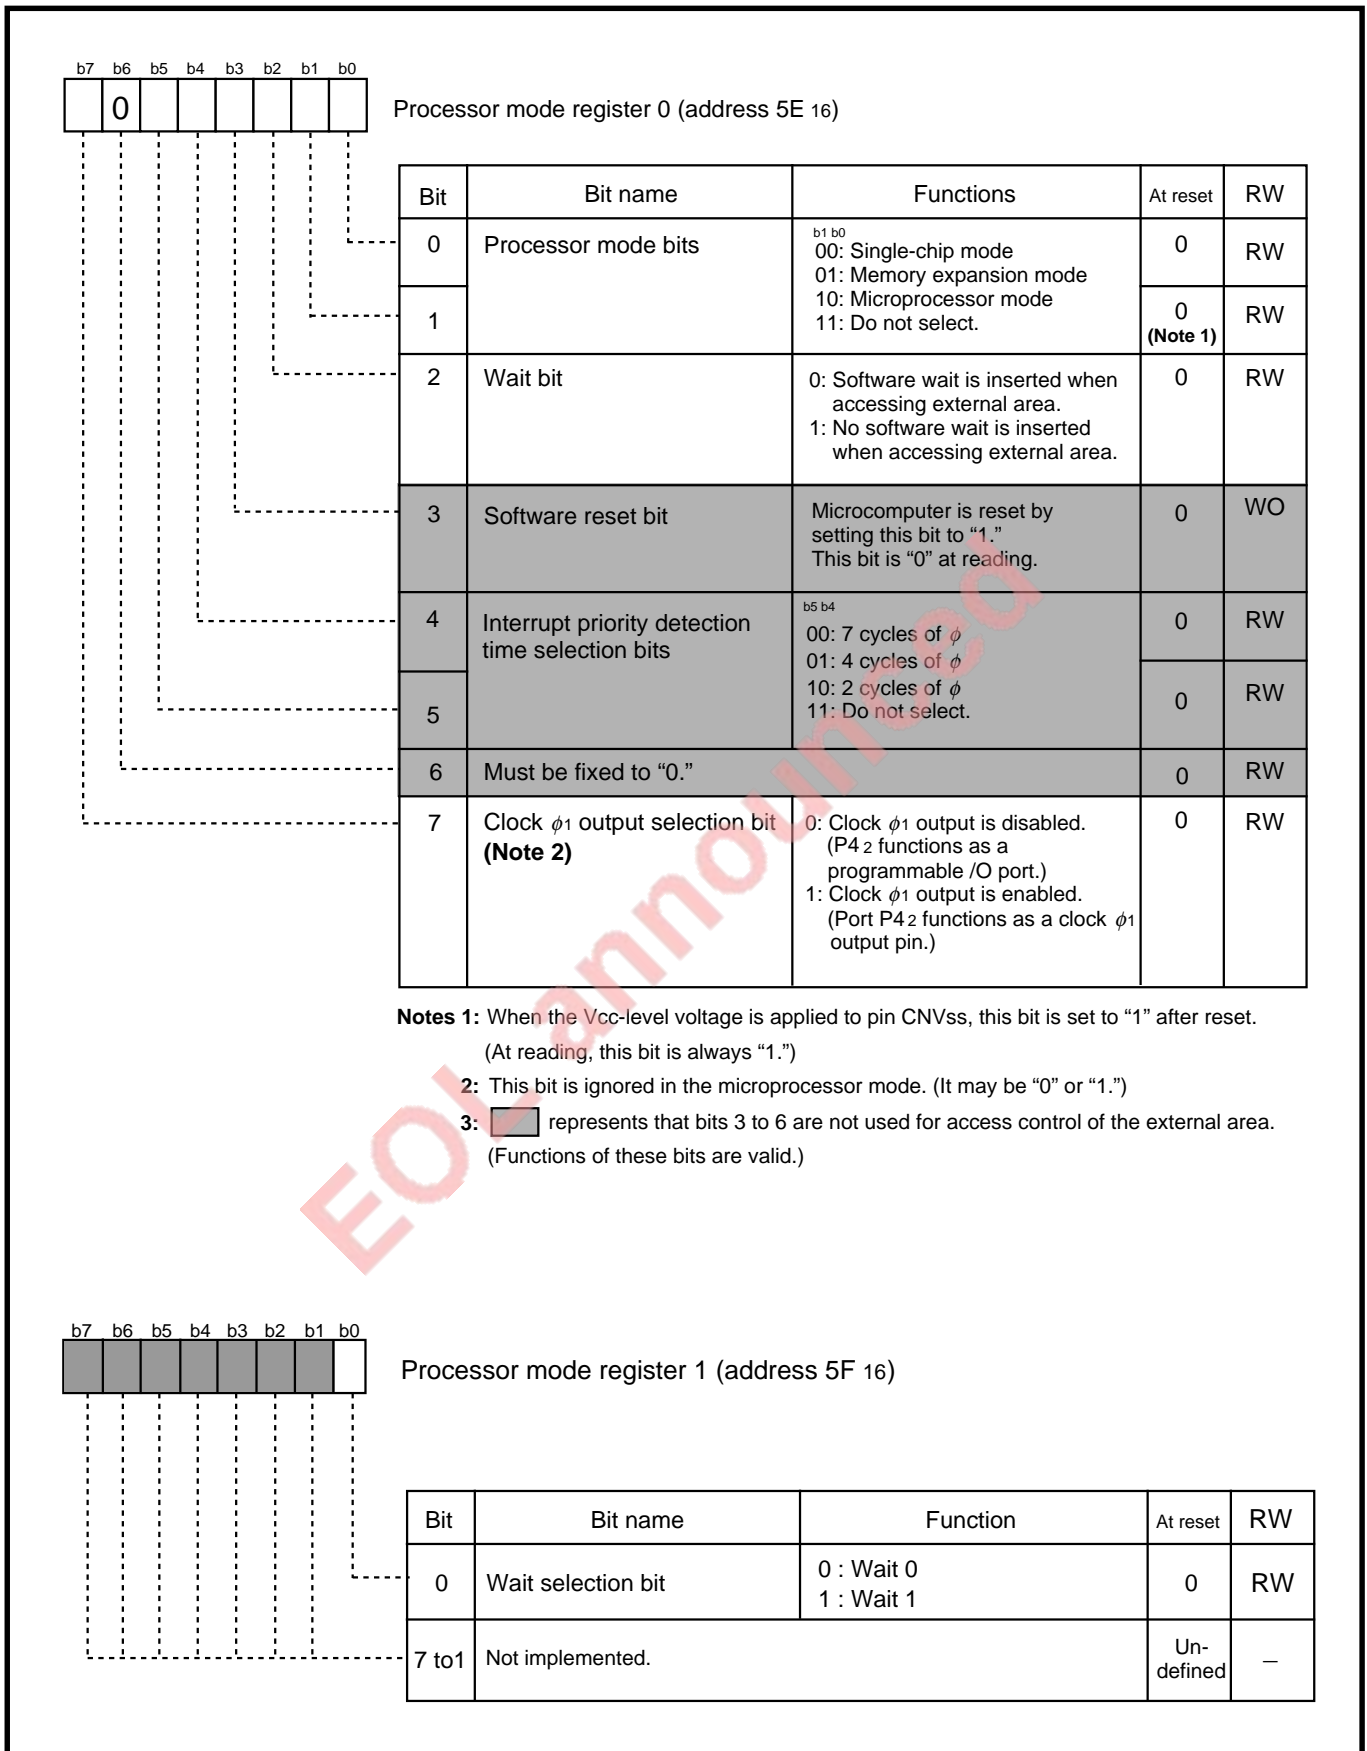 b7 b6 b5 b4 b3 b2 b1 b0
0
Processor mode register 0 (address 5E 16)
Bit Bit name Functions At reset RW
0 Processor mode bits b1 b0 0 RW
00: Single-chip mode
01: Memory expansion mode
10: Microprocessor mode
1 11: Do not select. 0 RW
(Note 1)
2 Wait bit 0: Software wait is inserted when 0 RW
accessing external area.
1: No software wait is inserted
when accessing external area.
3 Software reset bit Microcomputer is reset by 0 WO
setting this bit to “1.”
This bit is “0” at reading.
4 Interrupt priority detection b5 b4 0 RW
time selection bits 00: 7 cycles of ϕ
01: 4 cycles of ϕ
10: 2 cycles of ϕ
5 11: Do not select. 0 RW
6 Must be fixed to “0.” 0 RW
7 Clock ϕ1 output selection bit 0: Clock ϕ1 output is disabled. 0 RW
(Note 2) (P4 2 functions as a
programmable /O port.)
1: Clock ϕ1 output is enabled.
(Port P4 2 functions as a clock ϕ1
output pin.)
Notes 1: When the Vcc-level voltage is applied to pin CNVss, this bit is set to “1” after reset.
(At reading, this bit is always “1.”)
2: This bit is ignored in the microprocessor mode. (It may be “0” or “1.”)
3: represents that bits 3 to 6 are not used for access control of the external area.
(Functions of these bits are valid.)
EOL announced
b7 b6 b5 b4 b3 b2 b1 b0
Processor mode register 1 (address 5F 16)
Bit Bit name Function At reset RW
0 Wait selection bit 0 : Wait 0 0 RW
1 : Wait 1
7 to1 Not implemented. Un- –
defined